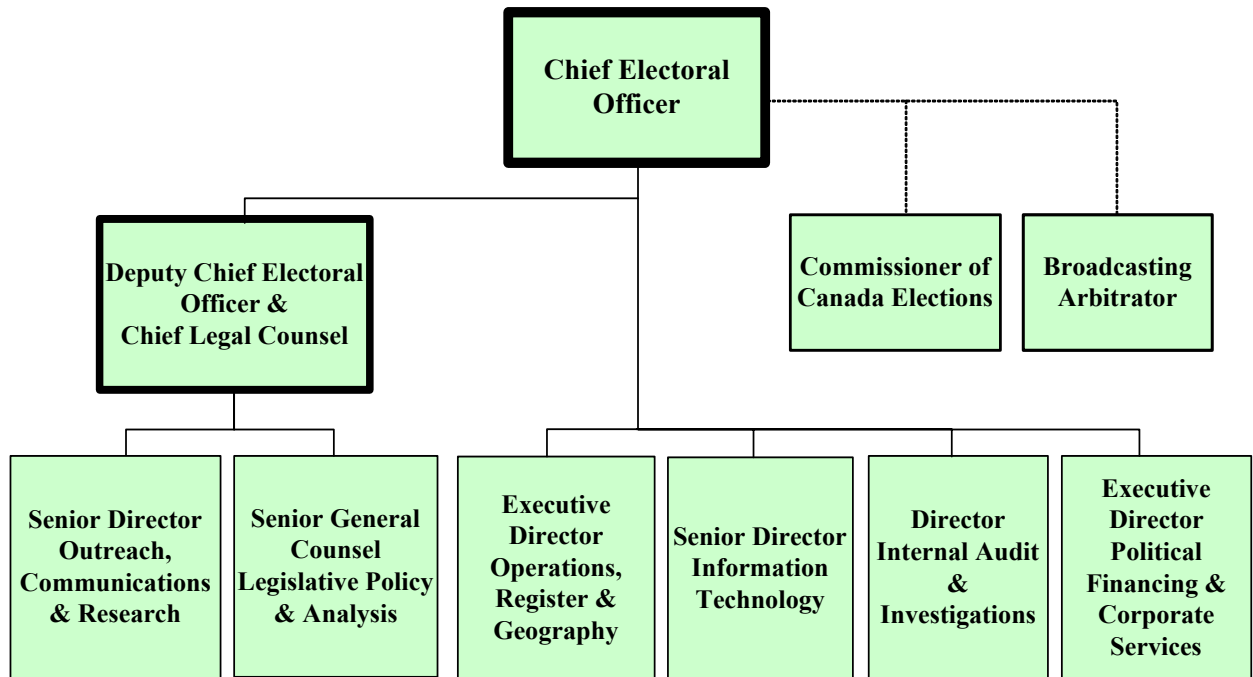 Chief Electoral
Officer
Deputy Chief Electoral
Officer &
Chief Legal Counsel
Commissioner of
Canada Elections
Broadcasting
Arbitrator
Senior Director
Outreach,
Communications
& Research
Senior General
Counsel
Legislative Policy
& Analysis
Executive
Director
Operations,
Register &
Geography
Senior Director
Information
Technology
Director
Internal Audit
&
Investigations
Executive
Director
Political
Financing &
Corporate
Services